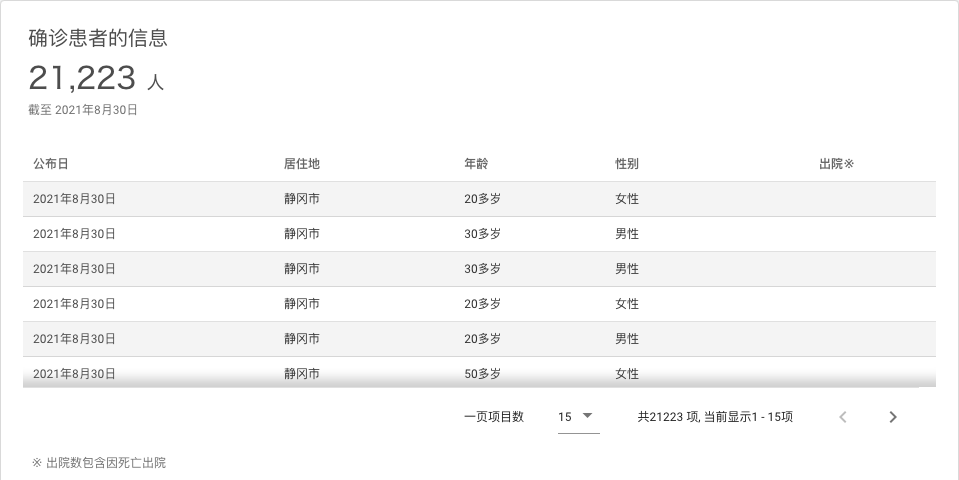 确诊患者的信息
21,223 人
截至 2021年8月30日
公布日 居住地 年龄 性别 出院※
2021年8月30日 静冈市 20多岁 女性
2021年8月30日 静冈市 30多岁 男性
2021年8月30日 静冈市 30多岁 男性
2021年8月30日 静冈市 20多岁 女性
2021年8月30日 静冈市 20多岁 男性
2021年8月30日 静冈市 50多岁 女性
一页项目数 15 共21223 项, 当前显示1 - 15项
※ 出院数包含因死亡出院